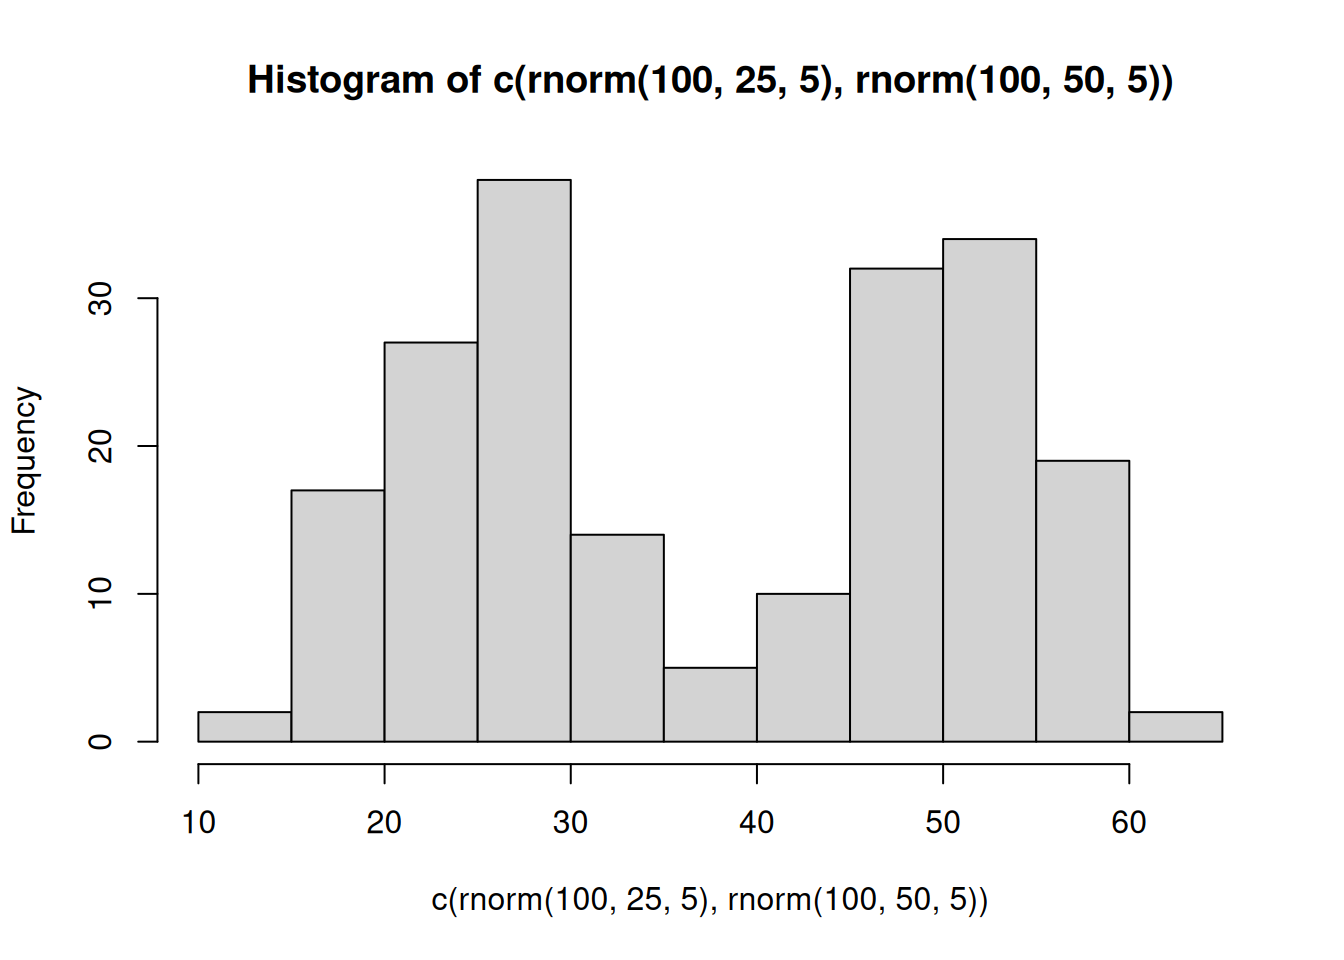 Histogram of c(rnorm(100, 25, 5), rnorm(100, 50, 5))
Frequency
30
20
10
0
10 20 30 40 50 60
c(rnorm(100, 25, 5), rnorm(100, 50, 5))